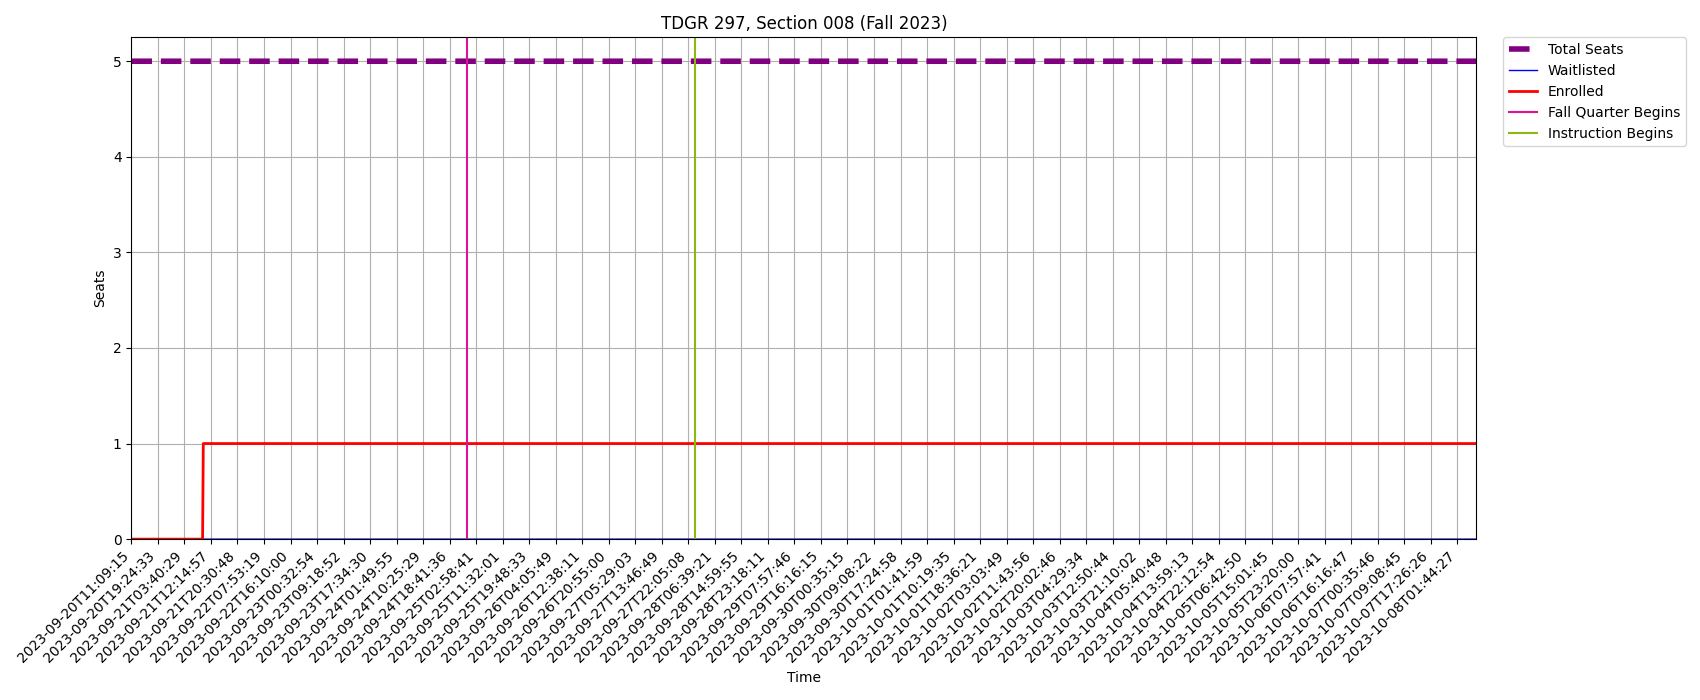 TDGR 297, Section 008 (Fall 2023)
Total Seats
Waitlisted
Enrolled
Fall Quarter Begins
Instruction Begins
Seats
5
4
3
2
1
0
2023-09-20T11:09:15
2023-09-20T19:24:33
2023-09-21T03:40:29
2023-09-21T12:14:57
2023-09-21T20:30:48
2023-09-22T07:53:19
2023-09-22T16:10:00
2023-09-23T00:32:54
2023-09-23T09:18:52
2023-09-23T17:34:30
2023-09-24T01:49:55
2023-09-24T10:25:29
2023-09-24T18:41:36
2023-09-25T02:58:41
2023-09-25T11:32:01
2023-09-25T19:48:33
2023-09-26T04:05:49
2023-09-26T12:38:11
2023-09-26T20:55:00
2023-09-27T05:29:03
2023-09-27T13:46:49
2023-09-27T22:05:08
2023-09-28T06:39:21
2023-09-28T14:59:55
2023-09-28T23:18:11
2023-09-29T07:57:46
2023-09-29T16:16:15
2023-09-30T00:35:15
2023-09-30T09:08:22
2023-09-30T17:24:58
2023-10-01T01:41:59
2023-10-01T10:19:35
2023-10-01T18:36:21
2023-10-02T03:03:49
2023-10-02T11:43:56
2023-10-02T20:02:46
2023-10-03T04:29:34
2023-10-03T12:50:44
2023-10-03T21:10:02
2023-10-04T05:40:48
2023-10-04T13:59:13
2023-10-04T22:12:54
2023-10-05T06:42:50
2023-10-05T15:01:45
2023-10-05T23:20:00
2023-10-06T07:57:41
2023-10-06T16:16:47
2023-10-07T00:35:46
2023-10-07T09:08:45
2023-10-07T17:26:26
2023-10-08T01:44:27
Time